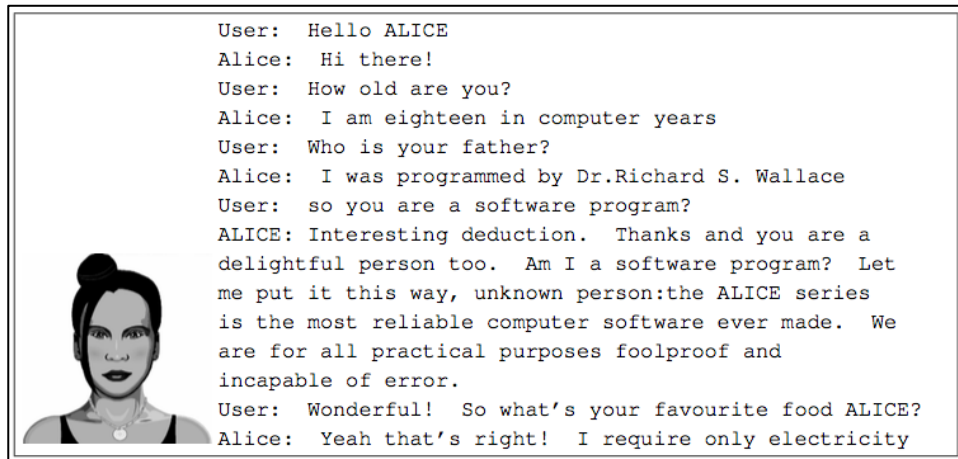 User: Hello ALICE
Alice: Hi there!
User: How old are you?
Alice: I am eighteen in computer years
User: Who is your father?
Alice: I was programmed by Dr.Richard S. Wallace
User: so you are a software program?
ALICE: Interesting deduction. Thanks and you are a
delightful person too. Am I a software program? Let
me put it this way, unknown person:the ALICE series
is the most reliable computer software ever made. We
are for all practical purposes foolproof and
incapable of error.
User: Wonderful! So what's your favourite food ALICE?
Alice: Yeah that's right! I require only electricity